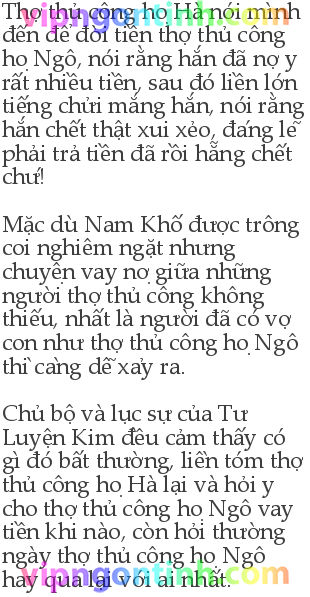 Thợ thủ công họ Hà nói mình
vipngontinh.com
đến để đòi tiền thợ thủ công
họ Ngô, nói rằng hắn đã nợ y
rất nhiều tiền, sau đó liền lớn
tiếng chửi mắng hắn, nói rằng
hắn chết thật xui xẻo, đáng lẽ
phải trả tiền đã rồi hẵng chết
chứ!
Mặc dù Nam Khố được trông
coi nghiêm ngặt nhưng
chuyện vay nợ giữa những
người thợ thủ công không
thiếu, nhất là người đã có vợ
con như thợ thủ công họ Ngô
thì càng dễ xảy ra.
Chủ bộ và lục sự của Tư
Luyện Kim đều cảm thấy có
gì đó bất thường, liền tóm thợ
thủ công họ Hà lại và hỏi y
cho thợ thủ công họ Ngô vay
tiền khi nào, còn hỏi thường
ngày thợ thủ công họ Ngô
hay qua lại với ai nhất.
vipngontinh.com